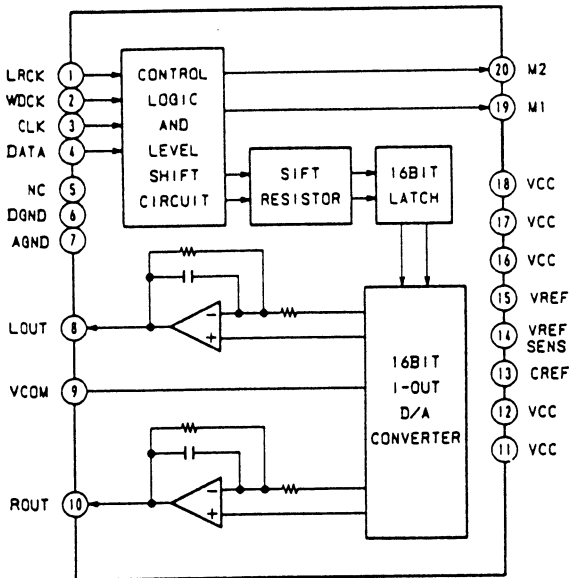 LRCK 1
WDCK 2
CLK 3
DATA 4
NC 5
DGND 6
AGND 7
LOUT 8
VCOM 9
ROUT 10
CONTROL
LOGIC
AND
LEVEL
SHIFT
CIRCUIT
SIFT
RESISTOR
16BIT
LATCH
16BIT
I-OUT
D/A
CONVERTER
-
+
-
+
20 M2
19 M1
18 VCC
17 VCC
16 VCC
15 VREF
14 VREF
SENS
13 CREF
12 VCC
11 VCC